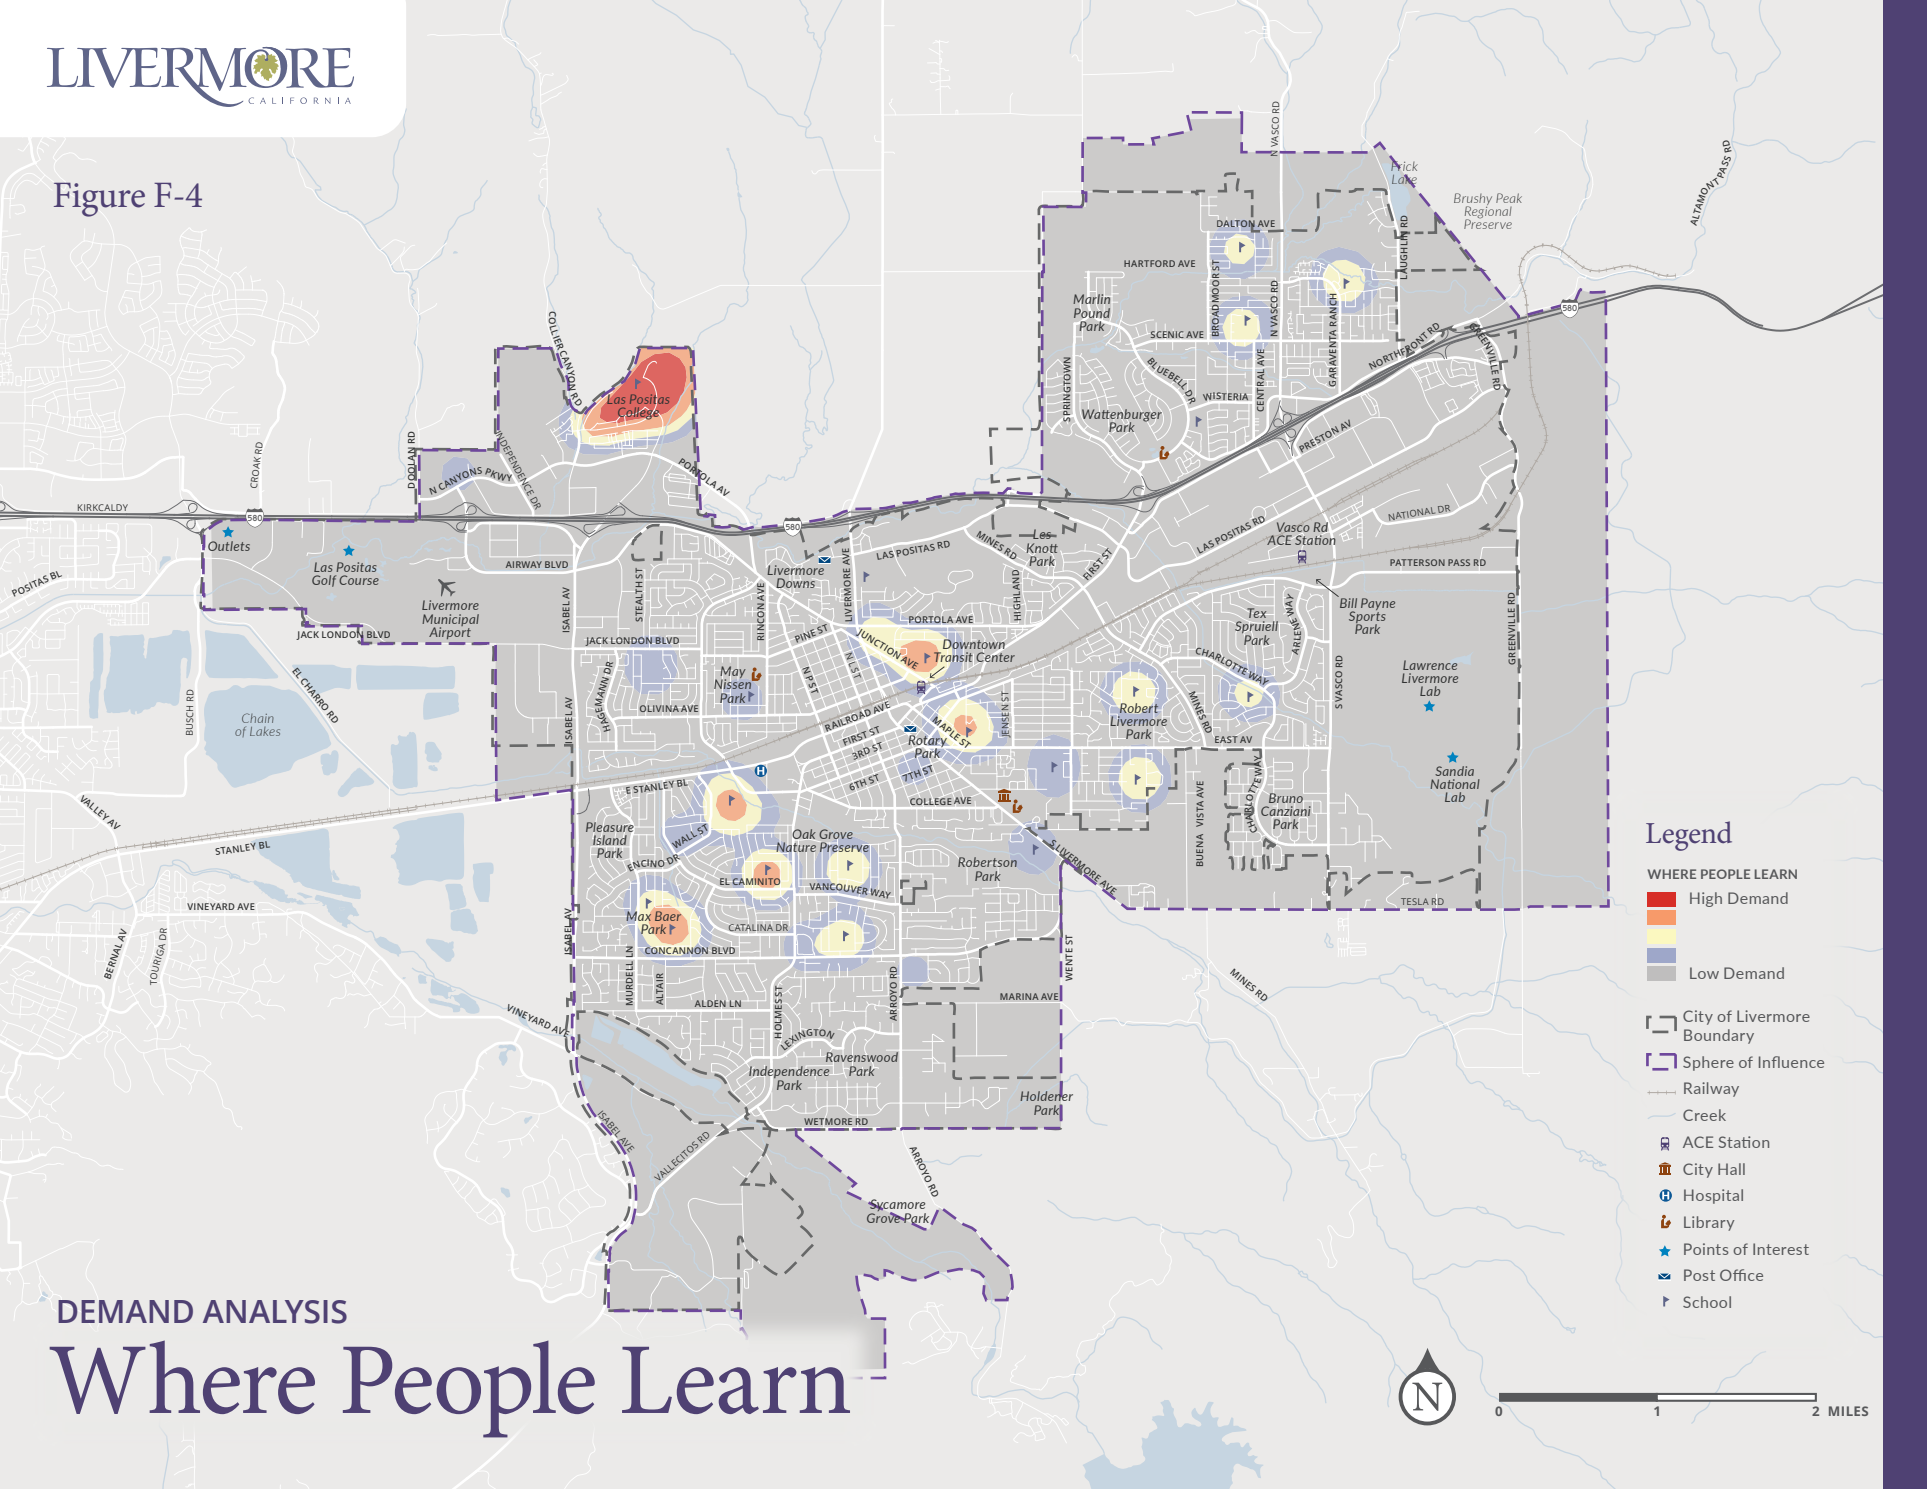 LIVERMORE
CALIFORNIA
Figure F-4
N VASCO RD
Frick
Lake
Brushy Peak
Regional
Preserve
ALTAMONT PASS RD
DALTON AVE
LAUGHLIN RD
HARTFORD AVE
BROADMOOR ST
N VASCO RD
GARAVENTA RANCH
Marlin
Pound
Park
SCENIC AVE
580
NORTHFRONT RD
GREENVILLE RD
COLLIER CANYON RD
SPRINGTOWN
BLUEBELL DR
WISTERIA
CENTRAL AVE
Wattenburger
Park
PRESTON AV
Las Positas
College
CROAK RD
DOOLAN RD
INDEPENDENCE DR
N CANYONS PKWY
PORTOLA AV
KIRKCALDY
580
580
Outlets
Las Positas
Golf Course
POSITAS BL
AIRWAY BLVD
Livermore
Municipal
Airport
JACK LONDON BLVD
ISABEL AV
STEALTH ST
RINCON AVE
Livermore
Downs
LIVERMORE AVE
LAS POSITAS RD
MINES RD
Les
Knott
Park
HIGHLAND
FIRST ST
LAS POSITAS RD
NATIONAL DR
Vasco Rd
ACE Station
PATTERSON PASS RD
Bill Payne
Sports
Park
Tex
Spruiell
Park
ARLENE WAY
GREENVILLE RD
JACK LONDON BLVD
PINE ST
PORTOLA AVE
JUNCTION AVE
Downtown
Transit Center
CHARLOTTE WAY
S VASCO RD
Lawrence
Livermore
Lab
EL CHARRO RD
BUSCH RD
Chain
of Lakes
ISABEL AV
HAGEMANN DR
May
Nissen
Park
N P ST
N L ST
OLIVINA AVE
RAILROAD AVE
FIRST ST
3RD ST
MAPLE ST
JENSEN ST
Rotary
Park
Robert
Livermore
Park
MINES RD
EAST AV
6TH ST
7TH ST
Sandia
National
Lab
VALLEY AV
STANLEY BL
E STANLEY BL
COLLEGE AVE
BUENA VISTA AVE
CHARLOTTE WAY
Bruno
Canziani
Park
Pleasure
Island
Park
WALL ST
Oak Grove
Nature Preserve
ENCINO DR
EL CAMINITO
VANCOUVER WAY
Robertson
Park
S LIVERMORE AVE
TESLA RD
VINEYARD AVE
BERNAL AV
TOURIGA DR
ISABEL AV
Max Baer
Park
CATALINA DR
CONCANNON BLVD
MURDELL LN
ALTAIR
ALDEN LN
HOLMES ST
ARROYO RD
WENTE ST
MARINA AVE
MINES RD
VINEYARD AVE
LEXINGTON
Ravenswood
Park
Independence
Park
Holdener
Park
WETMORE RD
ISABEL AVE
VALLECITOS RD
ARROYO RD
Sycamore
Grove Park
Legend
WHERE PEOPLE LEARN
High Demand
Low Demand
City of Livermore
Boundary
Sphere of Influence
Railway
Creek
ACE Station
City Hall
H
Hospital
Library
Points of Interest
Post Office
School
DEMAND ANALYSIS
Where People Learn
N
0 1 2 MILES